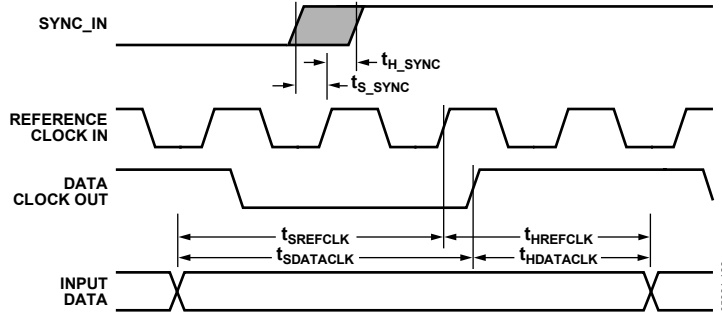 SYNC_IN
tH_SYNC
tS_SYNC
REFERENCE
CLOCK IN
DATA
CLOCK OUT
tSREFCLK
tHREFCLK
tSDATACLK
tHDATACLK
INPUT
DATA